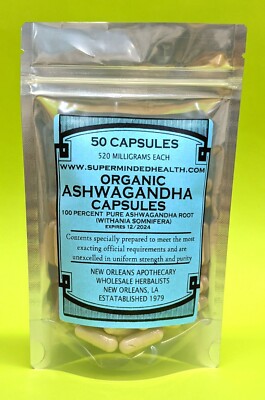 50 CAPSULES
520 MILLIGRAMS EACH
WWW.SUPERMINDEDHEALTH.COM
ORGANIC
ASHWAGANDHA
CAPSULES
100 PERCENT PURE ASHWAGANDHA ROOT
(WITHANIA SOMNIFERA)
EXPIRES 12/2024
Contents specially prepared to meet the most
exacting official requirements and are
unexcelled in uniform strength and purity
NEW ORLEANS APOTHECARY
WHOLESALE HERBALISTS
NEW ORLEANS, LA
ESTATABLISHED 1979